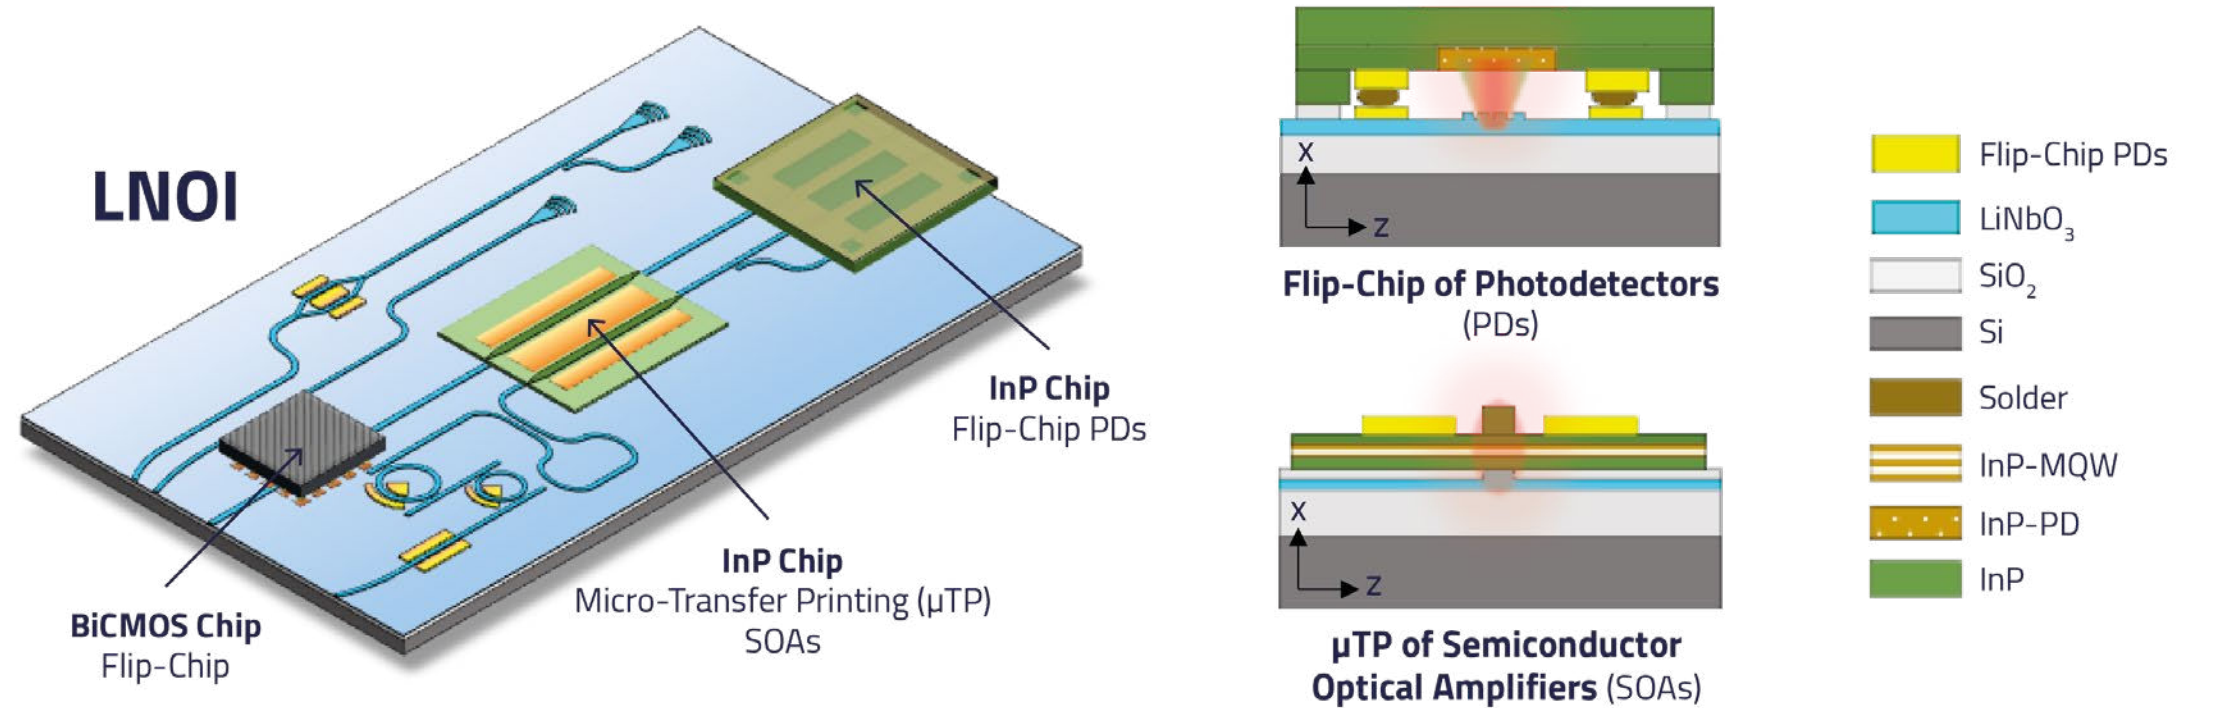 LNOI
BiCMOS Chip
Flip-Chip
InP Chip
Micro-Transfer Printing (µTP)
SOAs
InP Chip
Flip-Chip PDs
X
Z
Flip-Chip of Photodetectors
(PDs)
X
Z
µTP of Semiconductor
Optical Amplifiers (SOAs)
Flip-Chip PDs
LiNbO₃
SiO₂
Si
Solder
InP-MQW
InP-PD
InP